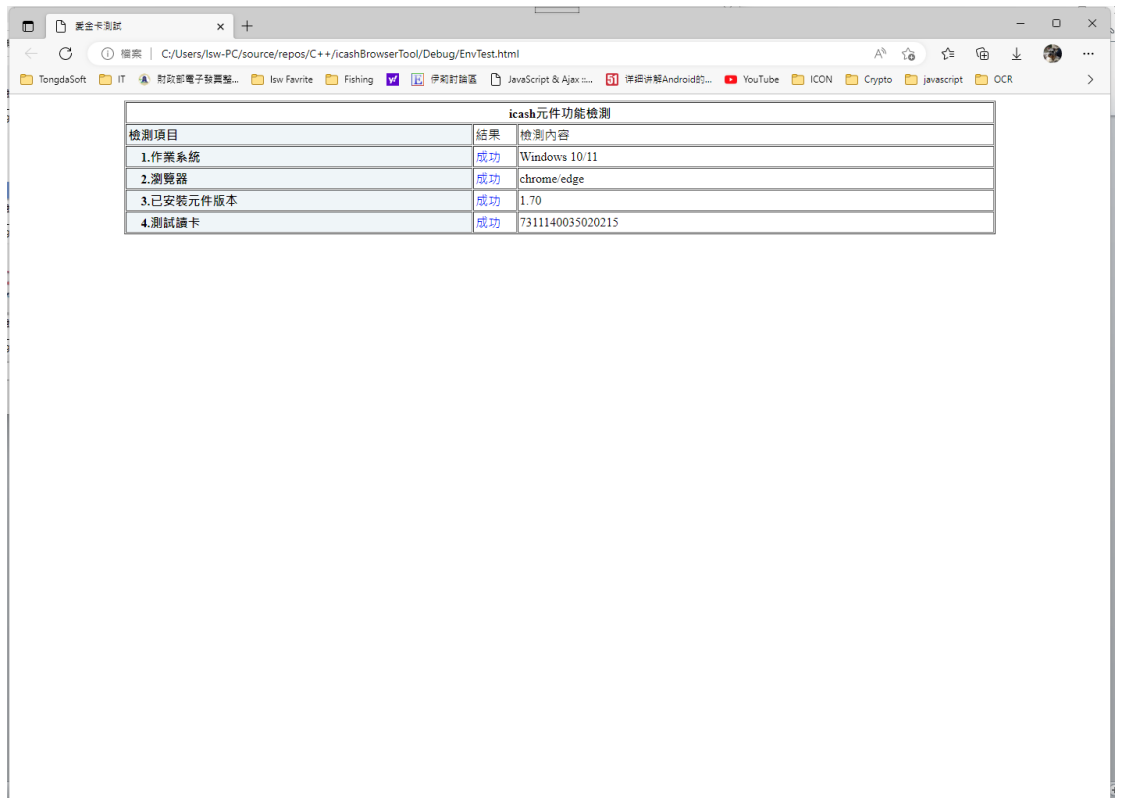 愛金卡測試
檔案 C:/Users/lsw-PC/source/repos/C++/icashBrowserTool/Debug/EnvTest.html
TongdaSoft IT 財政部電子發票整... lsw Favrite Fishing 伊莉討論區 JavaScript & Ajax ::... 51 详细讲解Android的... YouTube ICON Crypto javascript OCR
icash元件功能檢測
檢測項目 結果 檢測內容
1.作業系統 成功 Windows 10/11
2.瀏覽器 成功 chrome/edge
3.已安裝元件版本 成功 1.70
4.測試讀卡 成功 7311140035020215